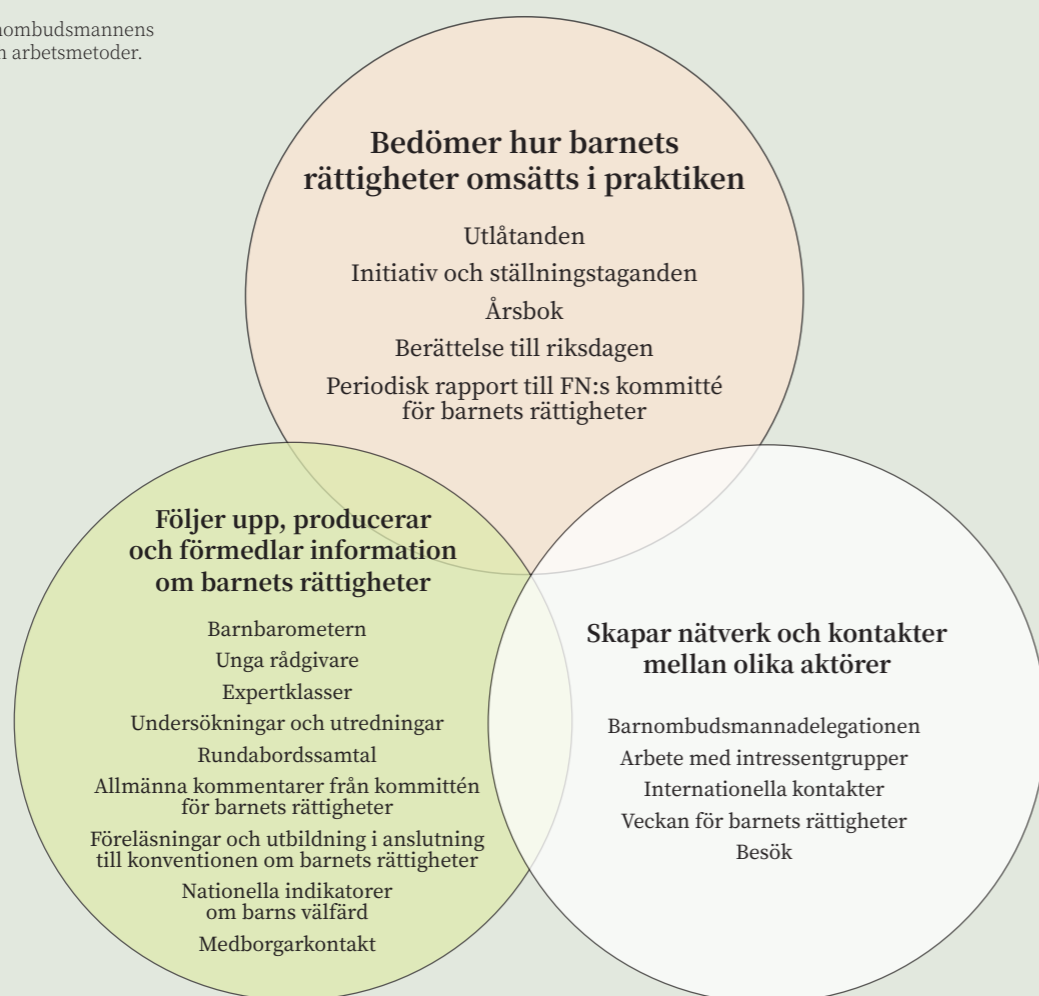 arbetsmetoder.
Bedömer hur barnets
rättigheter omsätts i praktiken
Utlåtanden
Initiativ och ställningstaganden
Årsbok
Berättelse till riksdagen
Periodisk rapport till FN:s kommitté
för barnets rättigheter
Följer upp, producerar
och förmedlar information
om barnets rättigheter
Barnbarometern
Unga rådgivare
Expertklasser
Undersökningar och utredningar
Rundabordssamtal
Allmänna kommentarer från kommittén
för barnets rättigheter
Föreläsningar och utbildning i anslutning
till konventionen om barnets rättigheter
Nationella indikatorer
om barns välfärd
Medborgarkontakt
Skapar nätverk och kontakter
mellan olika aktörer
Barnombudsmannadelegationen
Arbete med intressentgrupper
Internationella kontakter
Veckan för barnets rättigheter
Besök